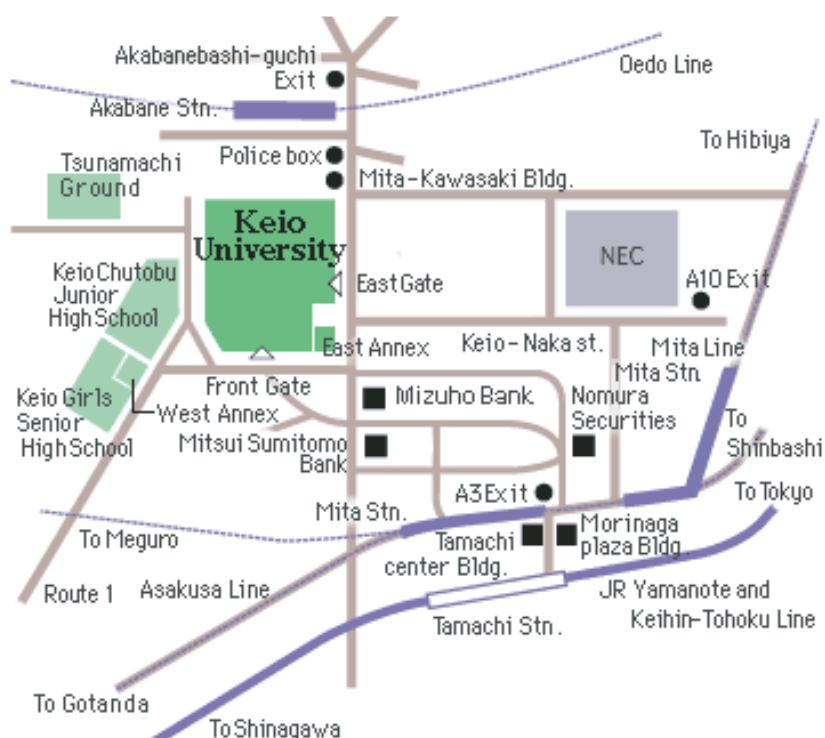 Akabanebashi-guchi
Exit
Oedo Line
Akabane Stn.
To Hibiya
Police box
Tsunamachi
Ground
Mita-Kawasaki Bldg.
Keio
University
NEC
Keio Chutobu
Junior
High School
East Gate
A10 Exit
East Annex
Keio-Naka st.
Mita Line
Mita Stn.
Front Gate
Mizuho Bank
Nomura
Securities
Keio Girls
Senior
High School
West Annex
To
Shinbashi
Mitsui Sumitomo
Bank
A3 Exit
To Tokyo
Mita Stn.
To Meguro
Tamachi
center Bldg.
Morinaga
plaza Bldg.
Route 1
Asakusa Line
JR Yamanote and
Keihin-Tohoku Line
Tamachi Stn.
To Gotanda
To Shinagawa